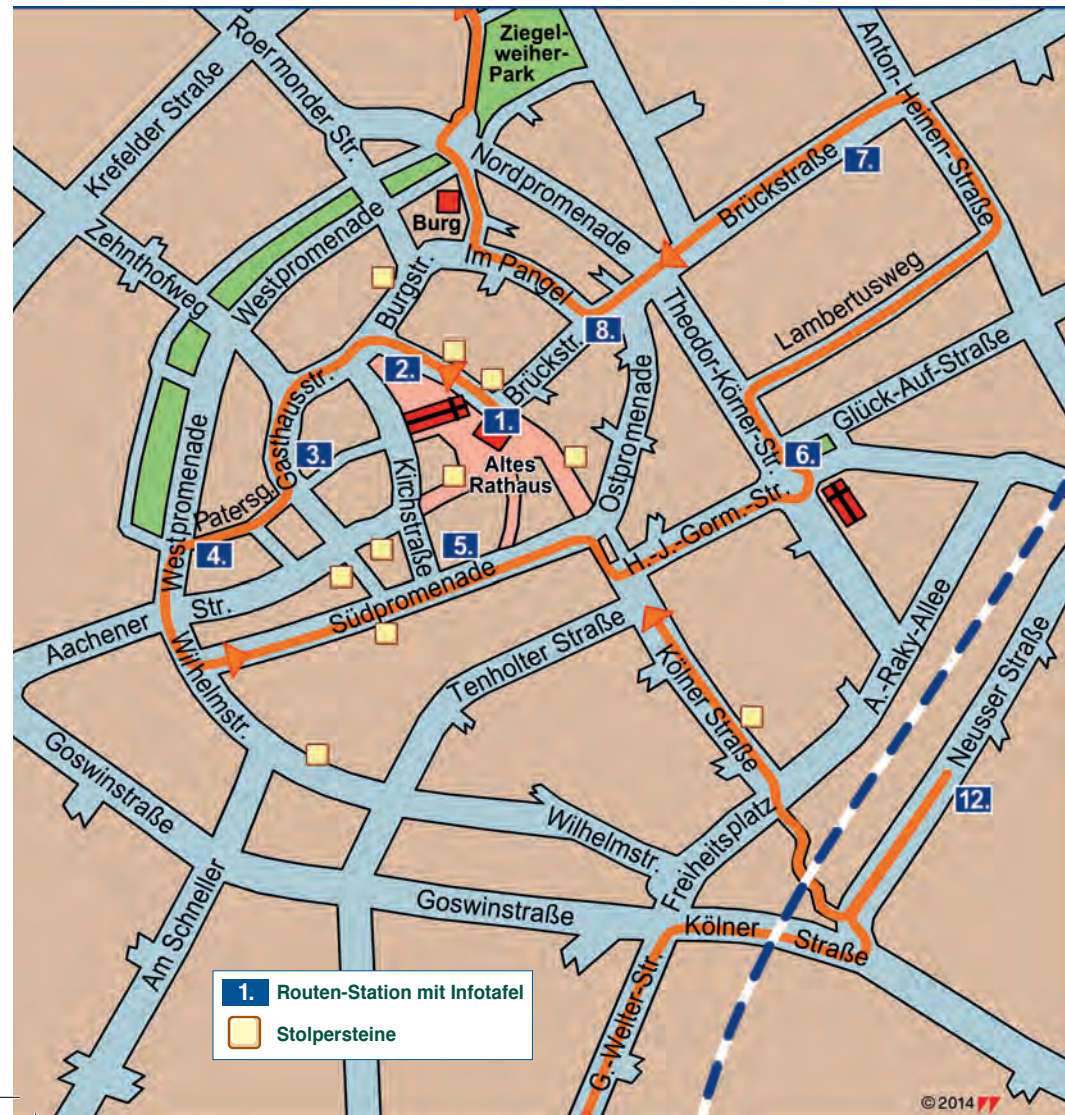 Ziegel-
weiher-
Park
Roermonder Str.
Krefelder Straße
Anton-Heinen-Straße
Nordpromenade
7.
Brückstraße
Burg
Zehnthofweg
Westpromenade
Im Pangel
Burgstr.
Lambertusweg
Theodor-Körner-Str.
8.
Brückstr.
Glück-Auf-Straße
2.
1.
Gasthausstr.
Ostpromenade
3.
6.
Altes
Rathaus
Kirchstraße
Westpromenade
Patersg.
H.-J.-Gorm.-Str.
4.
5.
Südpromenade
Aachener Str.
Wilhelmstr.
Tenholter Straße
Kölner Straße
A.-Raky-Allee
Neusser Straße
Goswinstraße
12.
Wilhelmstr.
Freiheitsplatz
Am Schneller
Goswinstraße
Kölner Straße
G.-Welter-Str.
1. Routen-Station mit Infotafel
Stolpersteine
© 2014